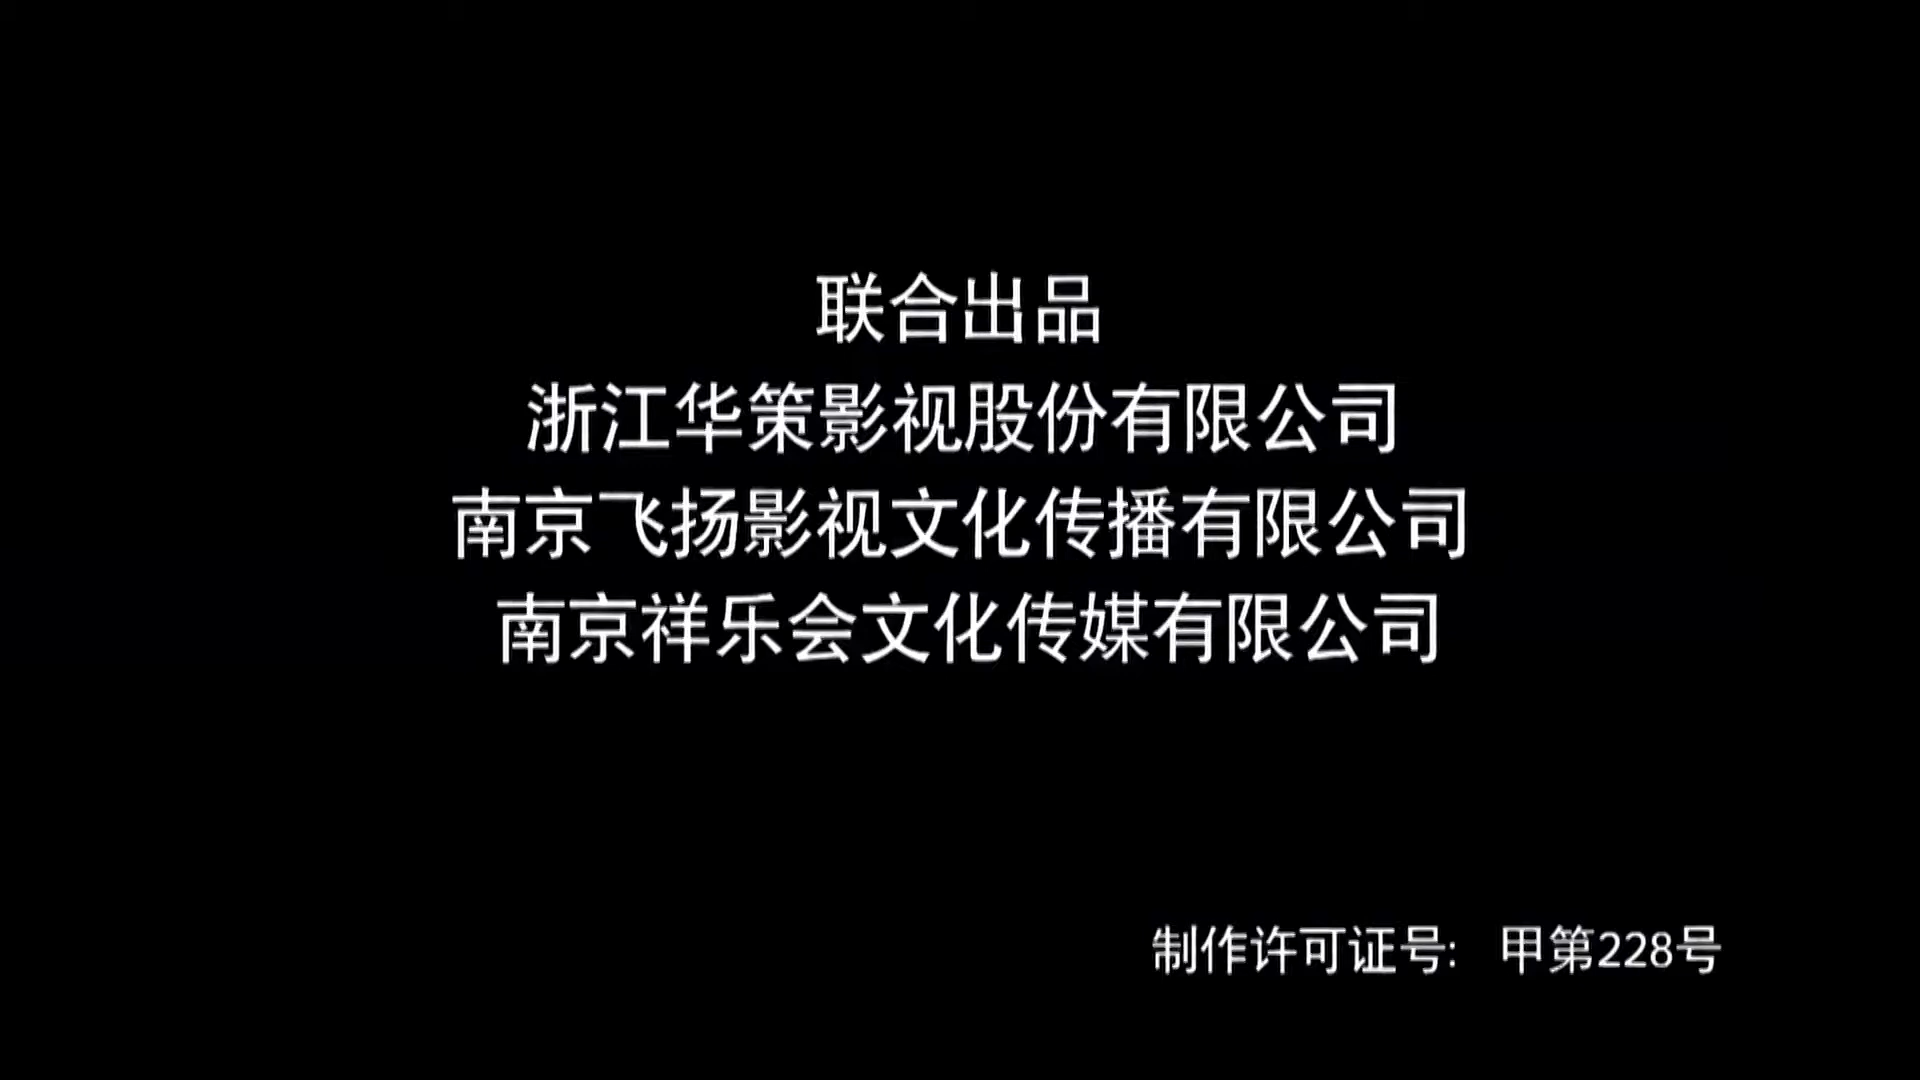 联合出品
浙江华策影视股份有限公司
南京飞扬影视文化传播有限公司
南京祥乐会文化传媒有限公司
制作许可证号: 甲第228号